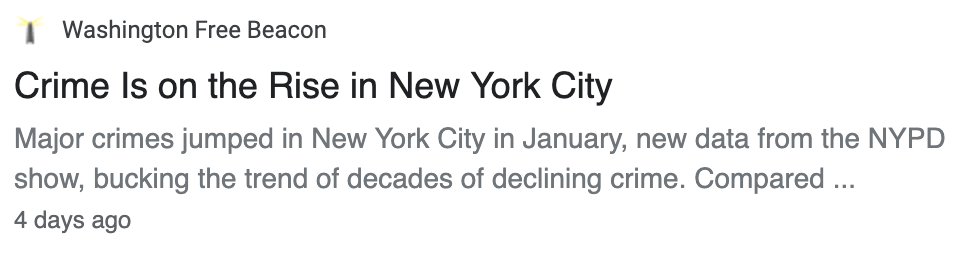 Washington Free Beacon
Crime Is on the Rise in New York City
Major crimes jumped in New York City in January, new data from the NYPD
show, bucking the trend of decades of declining crime. Compared ...
4 days ago